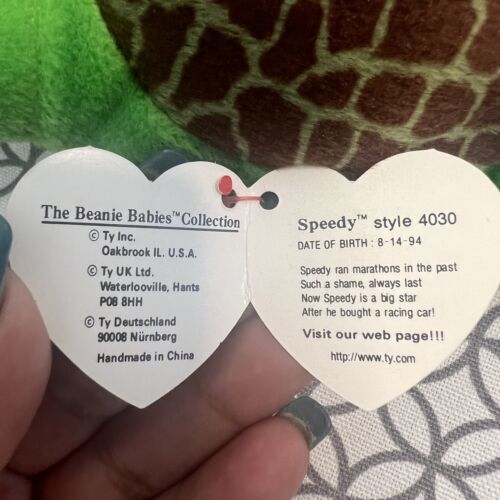 The Beanie Babies™Collection
© Ty Inc.
Oakbrook IL. U.S.A.
© Ty UK Ltd.
Waterlooville, Hants
P08 8HH
© Ty Deutschland
90008 Nürnberg
Handmade in China
Speedy™ style 4030
DATE OF BIRTH : 8-14-94
Speedy ran marathons in the past
Such a shame, always last
Now Speedy is a big star
After he bought a racing car!
Visit our web page!!!
http://www.ty.com